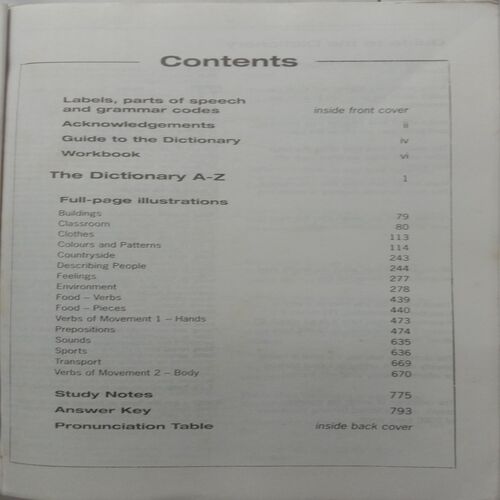 Contents
Labels, parts of speech
and grammar codes inside front cover
Acknowledgements ii
Guide to the Dictionary iv
Workbook vi
The Dictionary A-Z 1
Full-page illustrations
Buildings 79
Classroom 80
Clothes 113
Colours and Patterns 114
Countryside 243
Describing People 244
Feelings 277
Environment 278
Food – Verbs 439
Food – Pieces 440
Verbs of Movement 1 – Hands 473
Prepositions 474
Sounds 635
Sports 636
Transport 669
Verbs of Movement 2 – Body 670
Study Notes 775
Answer Key 793
Pronunciation Table inside back cover